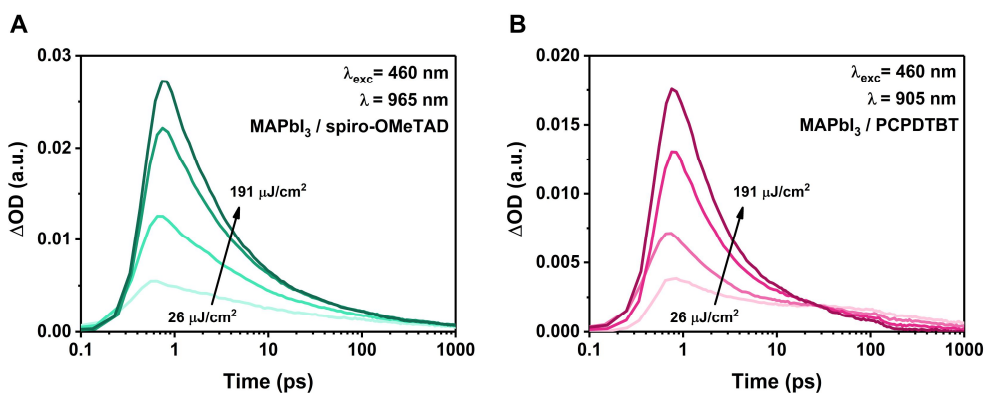 A
0.03
0.02
0.01
0.00
ΔOD (a.u.)
λexc= 460 nm
λ = 965 nm
MAPbI3 / spiro-OMeTAD
191 μJ/cm2
26 μJ/cm2
0.1 1 10 100 1000
Time (ps)
B
0.020
0.015
0.010
0.005
0.000
ΔOD (a.u.)
λexc= 460 nm
λ = 905 nm
MAPbI3 / PCPDTBT
191 μJ/cm2
26 μJ/cm2
0.1 1 10 100 1000
Time (ps)